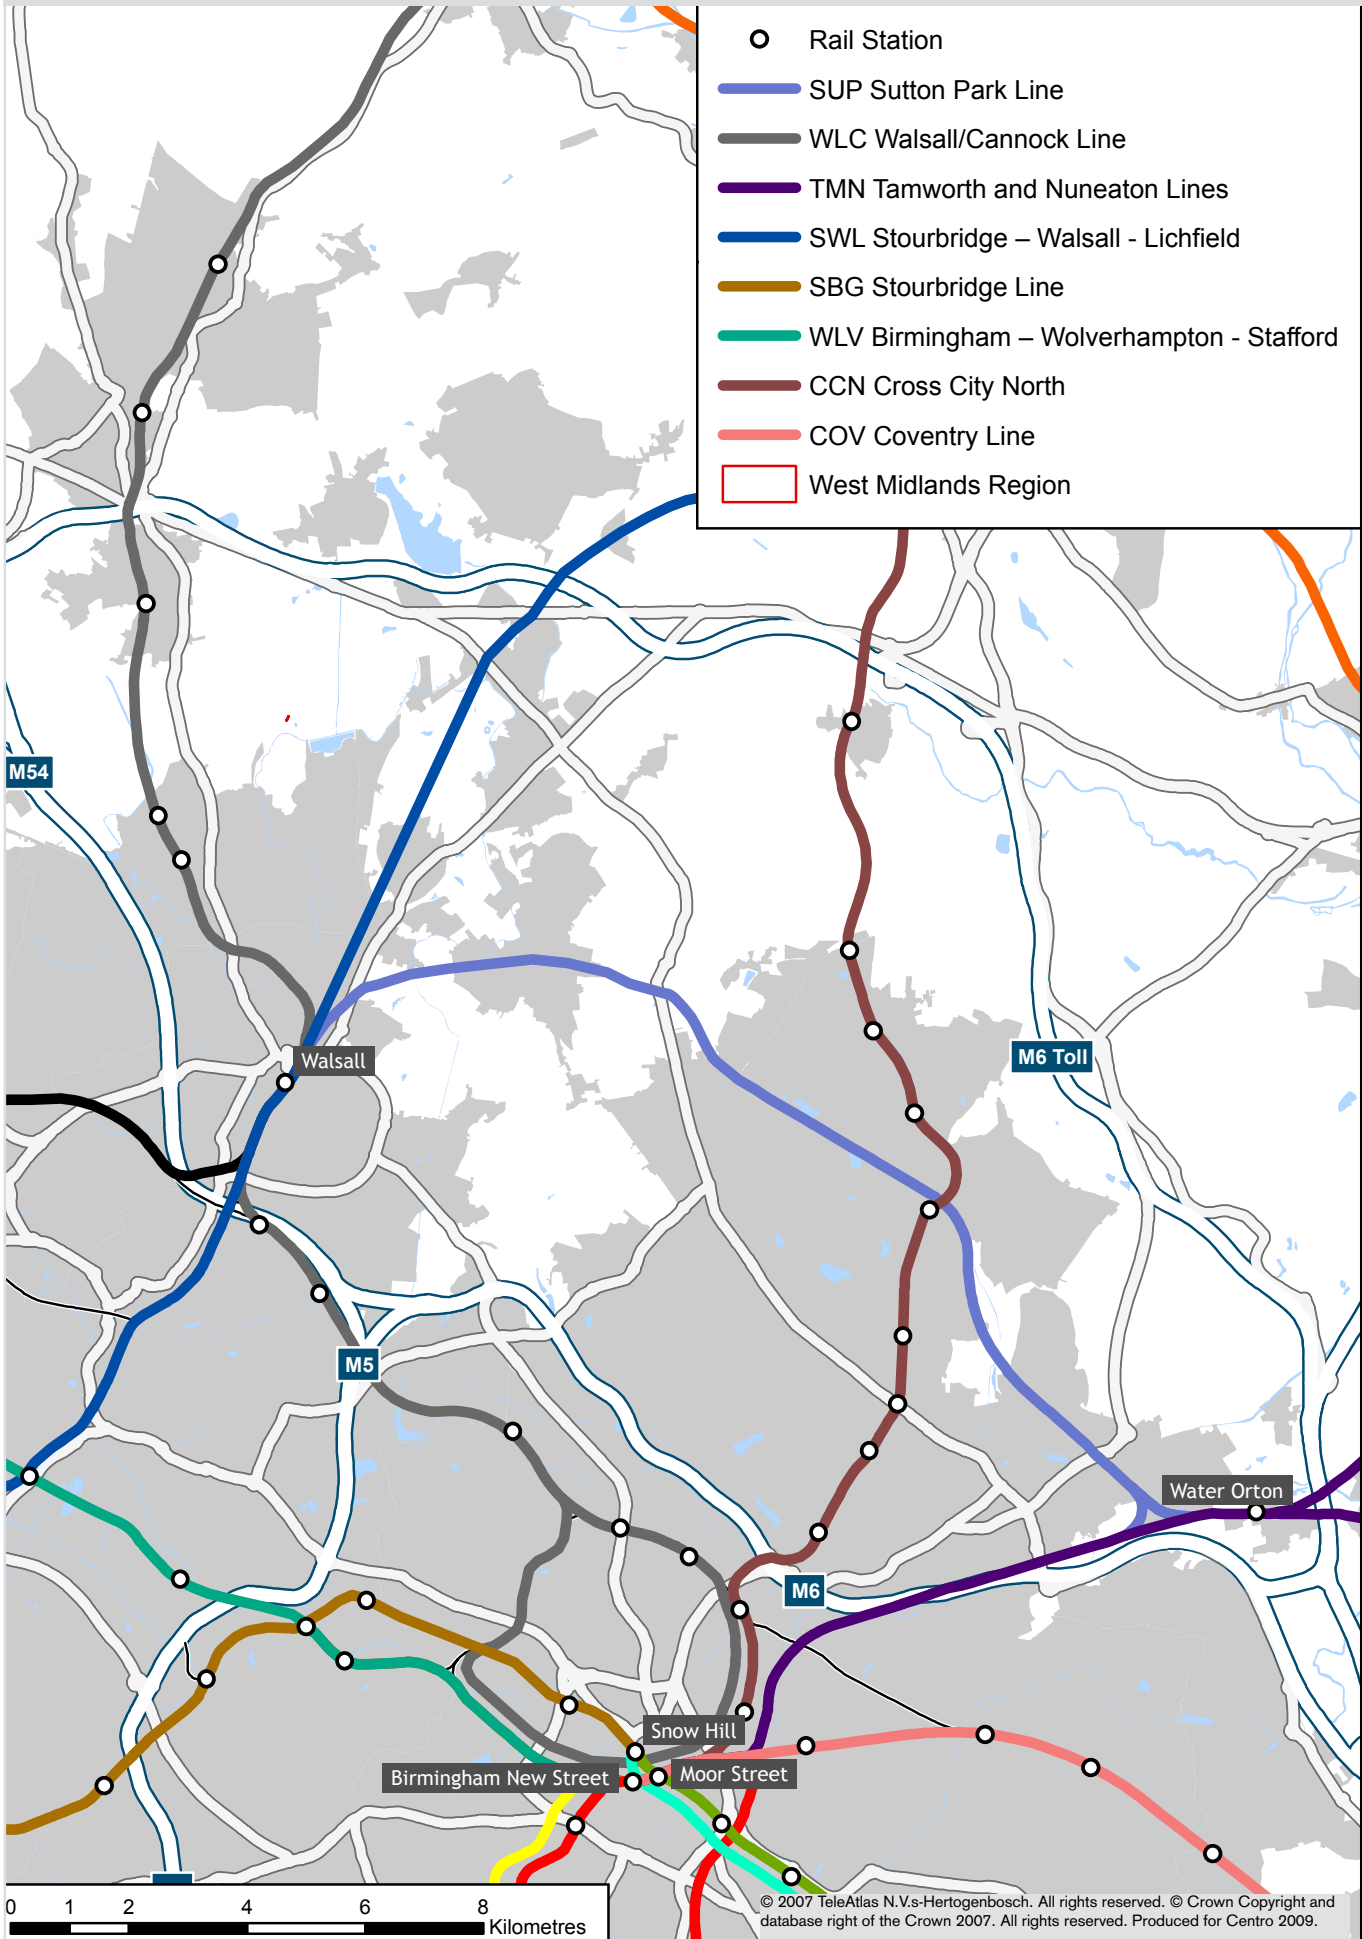 Rail Station
SUP Sutton Park Line
WLC Walsall/Cannock Line
TMN Tamworth and Nuneaton Lines
SWL Stourbridge – Walsall - Lichfield
SBG Stourbridge Line
WLV Birmingham – Wolverhampton - Stafford
CCN Cross City North
COV Coventry Line
West Midlands Region
M54
M6 Toll
Walsall
M5
Water Orton
M6
Snow Hill
Birmingham New Street
Moor Street
0 1 2 4 6 8
Kilometres
© 2007 TeleAtlas N.V.s-Hertogenbosch. All rights reserved. © Crown Copyright and
database right of the Crown 2007. All rights reserved. Produced for Centro 2009.